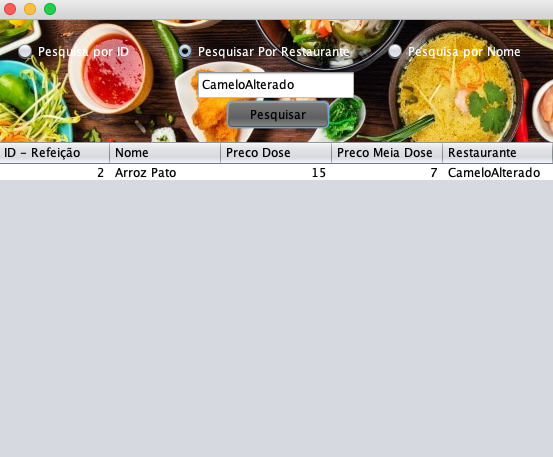 Pesquisa por ID Pesquisar Por Restaurante Pesquisa por Nome
CameloAlterado
Pesquisar
ID - Refeição Nome Preco Dose Preco Meia Dose Restaurante
2 Arroz Pato 15 7 CameloAlterado